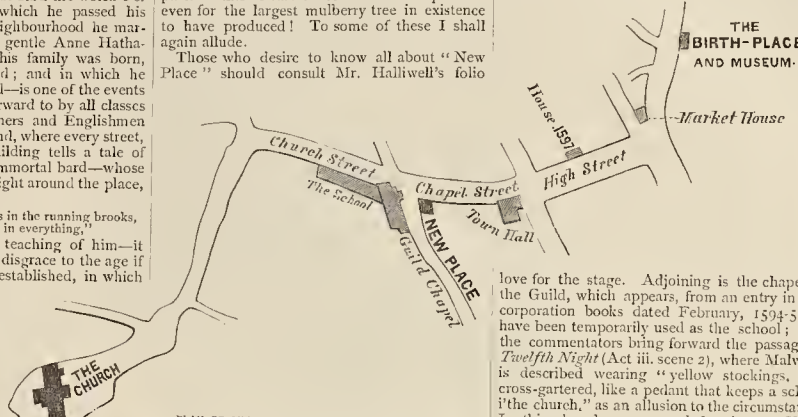 which he passed his
ighbourhood he mar-
gentle Anne Hatha-
his family was born,
d; and in which he
l—is one of the events
ward to by all classes
ners and Englishmen
nd, where every street,
ilding tells a tale of
mmortal bard—whose
ight around the place,
s in the running brooks,
in everything,"
teaching of him—it
disgrace to the age if
established, in which
even for the largest mulberry tree in existence
to have produced! To some of these I shall
again allude.
Those who desire to know all about "New
Place" should consult Mr. Halliwell's folio
THE
BIRTH-PLACE
AND MUSEUM.
Market House
House 1597
High Street
Church Street
The School
Chapel Street
Town Hall
NEW PLACE
Guild Chapel
THE
CHURCH
love for the stage. Adjoining is the chape
the Guild, which appears, from an entry in
corporation books dated February, 1594-5
have been temporarily used as the school;
the commentators bring forward the passag
Twelfth Night (Act iii. scene 2), where Malv
is described wearing "yellow stockings,
cross-gartered, like a pedant that keeps a sch
i'the church," as an allusion to the circumsta